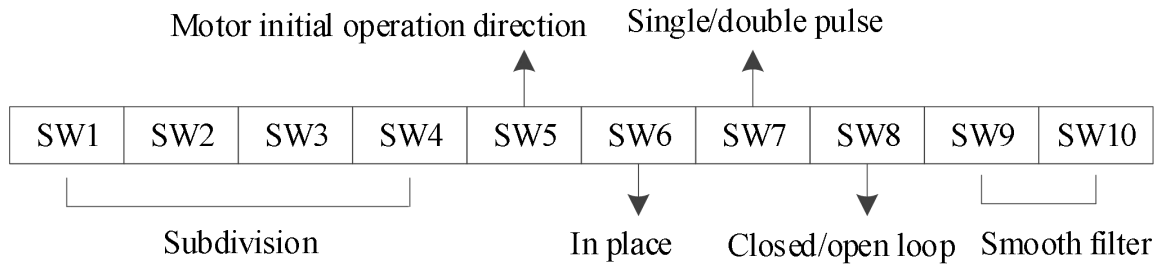 Motor initial operation direction
Single/double pulse
SW1 SW2 SW3 SW4 SW5 SW6 SW7 SW8 SW9 SW10
Subdivision
In place
Closed/open loop
Smooth filter